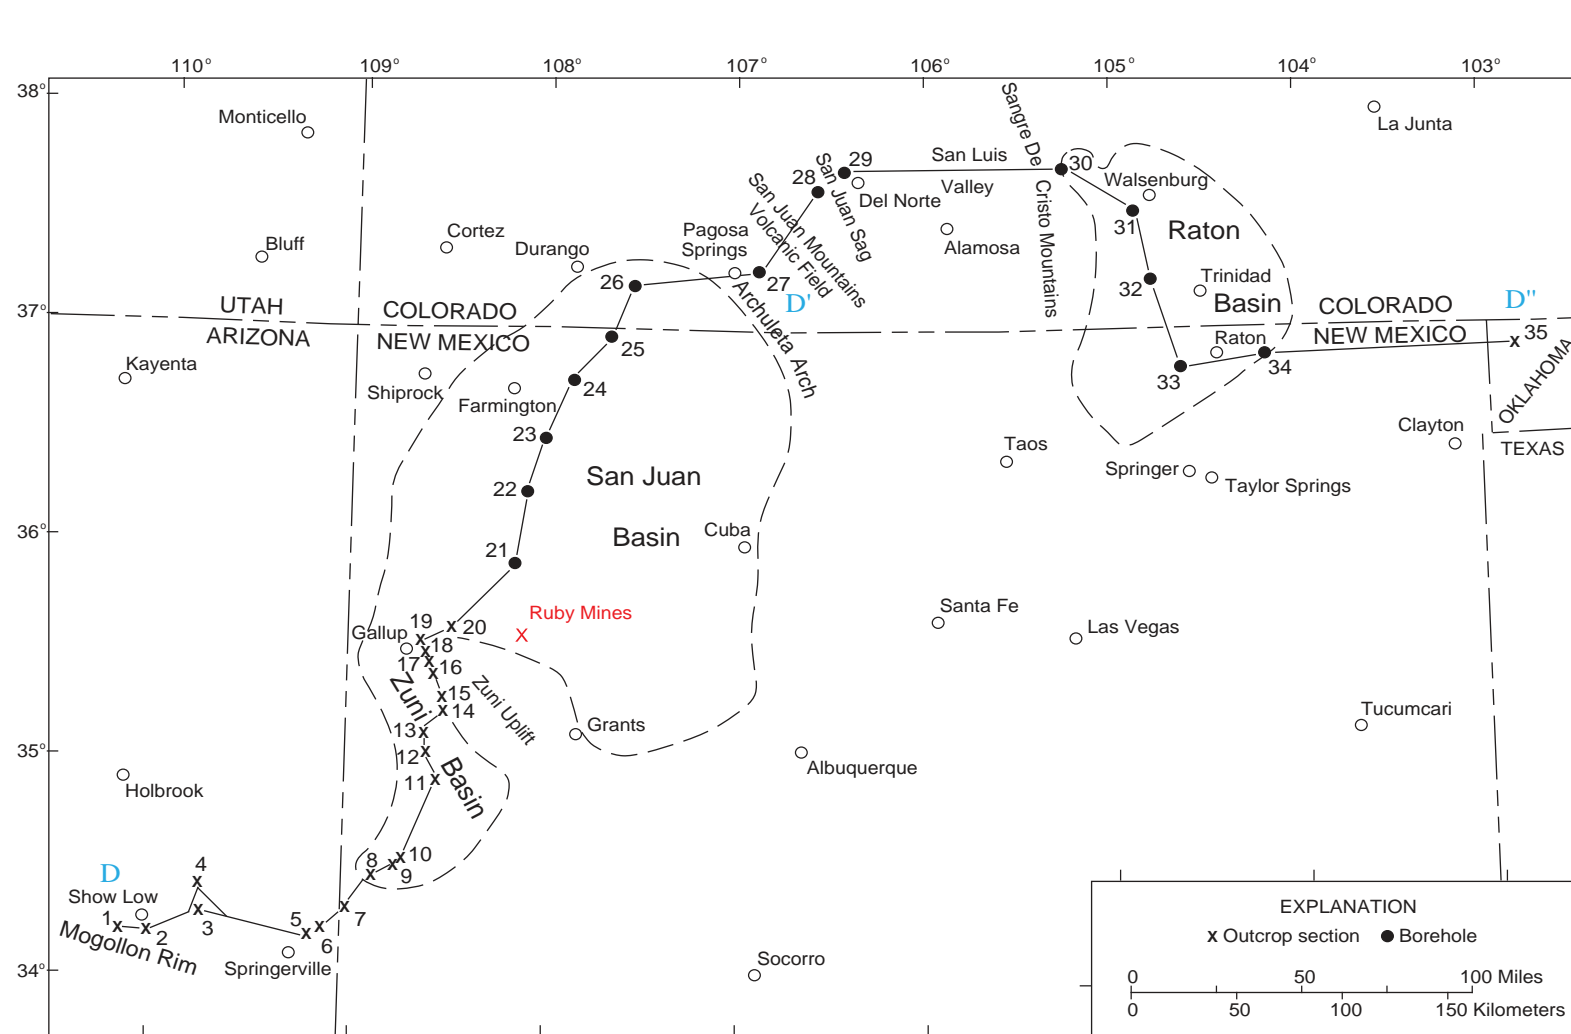 110° 109° 108° 107° 106° 105° 104° 103°
38°
37°
36°
35°
34°
Monticello
La Junta
Sangre De
Cristo Mountains
San Luis
Valley
29
28
30
Walsenburg
San Juan Sag
San Juan Mountains
Volcanic Field
Del Norte
31
Raton
Basin
Cortez
Bluff
Durango
Pagosa
Springs
Alamosa
26
27
D'
32
Trinidad
UTAH
COLORADO
COLORADO
D"
ARIZONA
NEW MEXICO
NEW MEXICO
35
Archuleta Arch
25
Raton
34
33
OKLAHOMA
TEXAS
Kayenta
Shiprock
Farmington
24
23
22
21
San Juan
Basin
Cuba
Taos
Clayton
Springer
Taylor Springs
Ruby Mines
X
Santa Fe
Las Vegas
19
20
Gallup
18
17
16
15
14
13
12
11
Zuni
Basin
Zuni Uplift
Grants
Tucumcari
Albuquerque
Holbrook
D
4
Show Low
1
2
3
5
6
7
8
9
10
Mogollon Rim
Springerville
Socorro
EXPLANATION
x Outcrop section Borehole
0 50 100 Miles
0 50 100 150 Kilometers